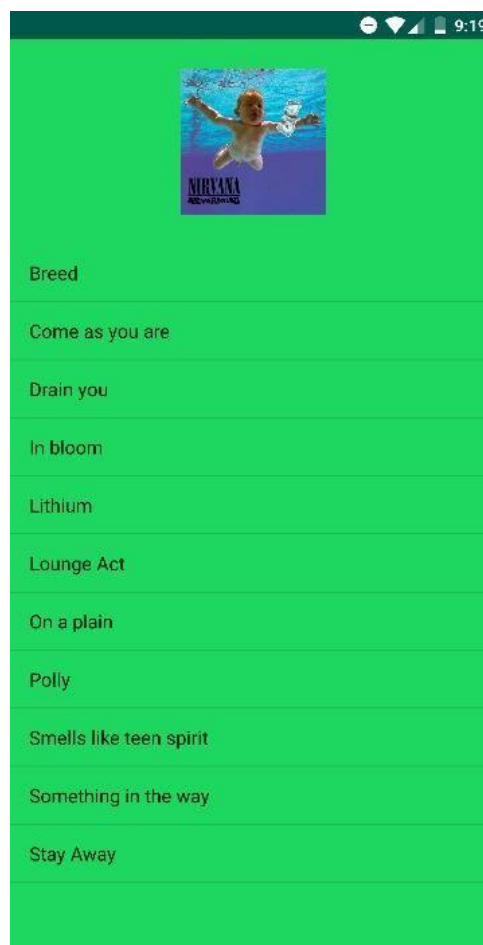 9:19
NIRVANA
NEVERMIND
Breed
Come as you are
Drain you
In bloom
Lithium
Lounge Act
On a plain
Polly
Smells like teen spirit
Something in the way
Stay Away